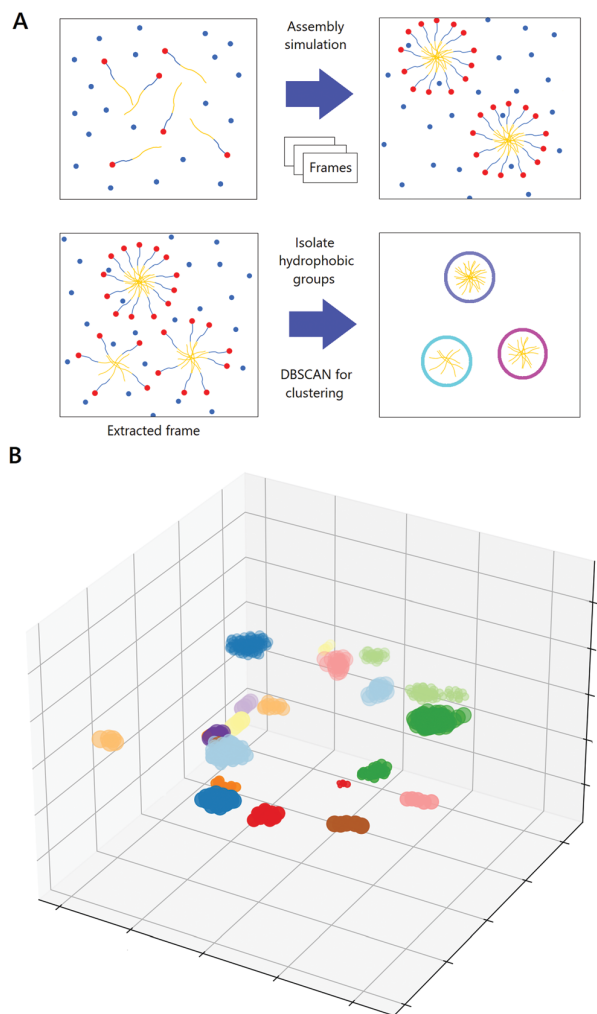 A
Assembly
simulation
Frames
Isolate
hydrophobic
groups
DBSCAN for
clustering
Extracted frame
B